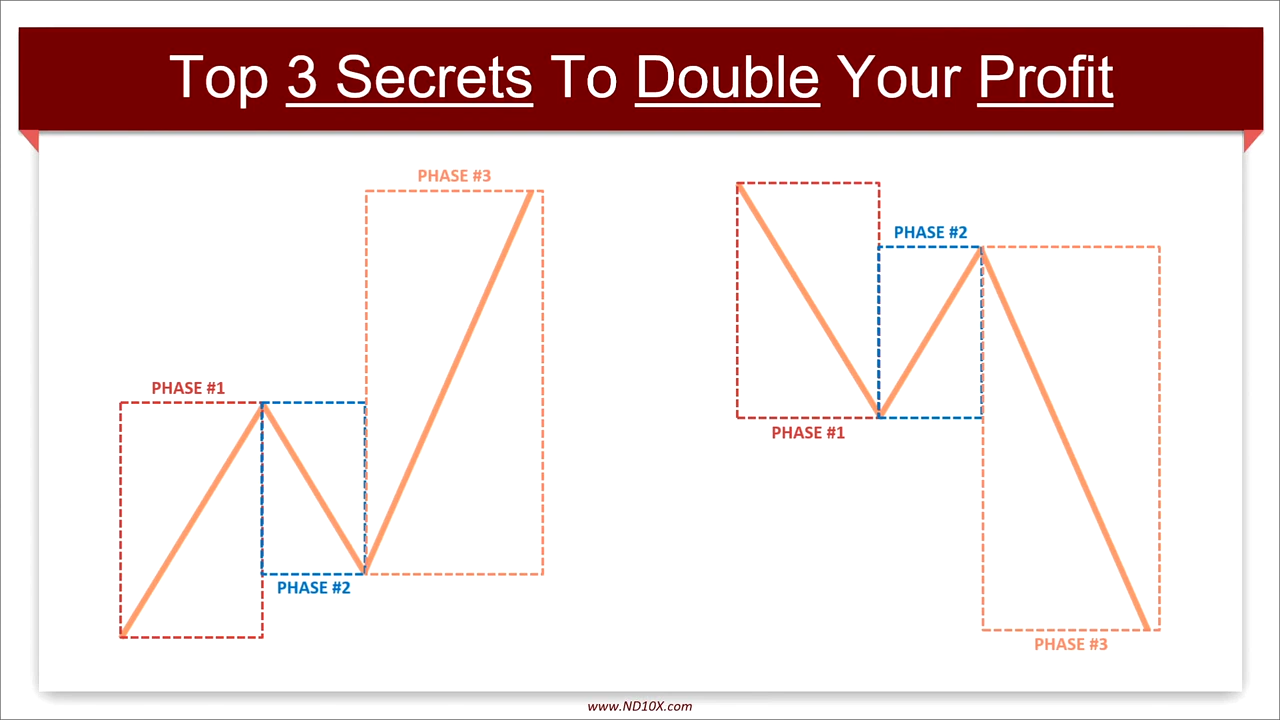 Top 3 Secrets To Double Your Profit
PHASE #3
PHASE #1
PHASE #2
PHASE #2
PHASE #1
PHASE #3
www.ND10X.com